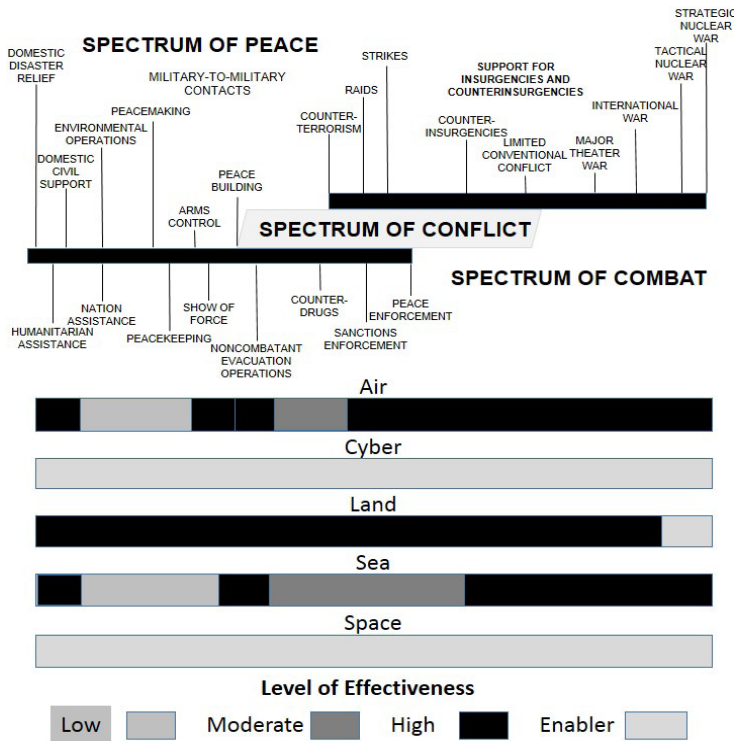 SPECTRUM OF PEACE
DOMESTIC
DISASTER
RELIEF
MILITARY-TO-MILITARY
CONTACTS
PEACEMAKING
ENVIRONMENTAL
OPERATIONS
DOMESTIC
CIVIL
SUPPORT
PEACE
BUILDING
ARMS
CONTROL
STRIKES
RAIDS
COUNTER-
TERRORISM
SUPPORT FOR
INSURGENCIES AND
COUNTERINSURGENCIES
COUNTER-
INSURGENCIES
LIMITED
CONVENTIONAL
CONFLICT
MAJOR
THEATER
WAR
INTERNATIONAL
WAR
TACTICAL
NUCLEAR
WAR
STRATEGIC
NUCLEAR
WAR
SPECTRUM OF CONFLICT
SPECTRUM OF COMBAT
HUMANITARIAN
ASSISTANCE
NATION
ASSISTANCE
PEACEKEEPING
SHOW OF
FORCE
NONCOMBATANT
EVACUATION
OPERATIONS
COUNTER-
DRUGS
SANCTIONS
ENFORCEMENT
PEACE
ENFORCEMENT
Air
Cyber
Land
Sea
Space
Level of Effectiveness
Low Moderate High Enabler